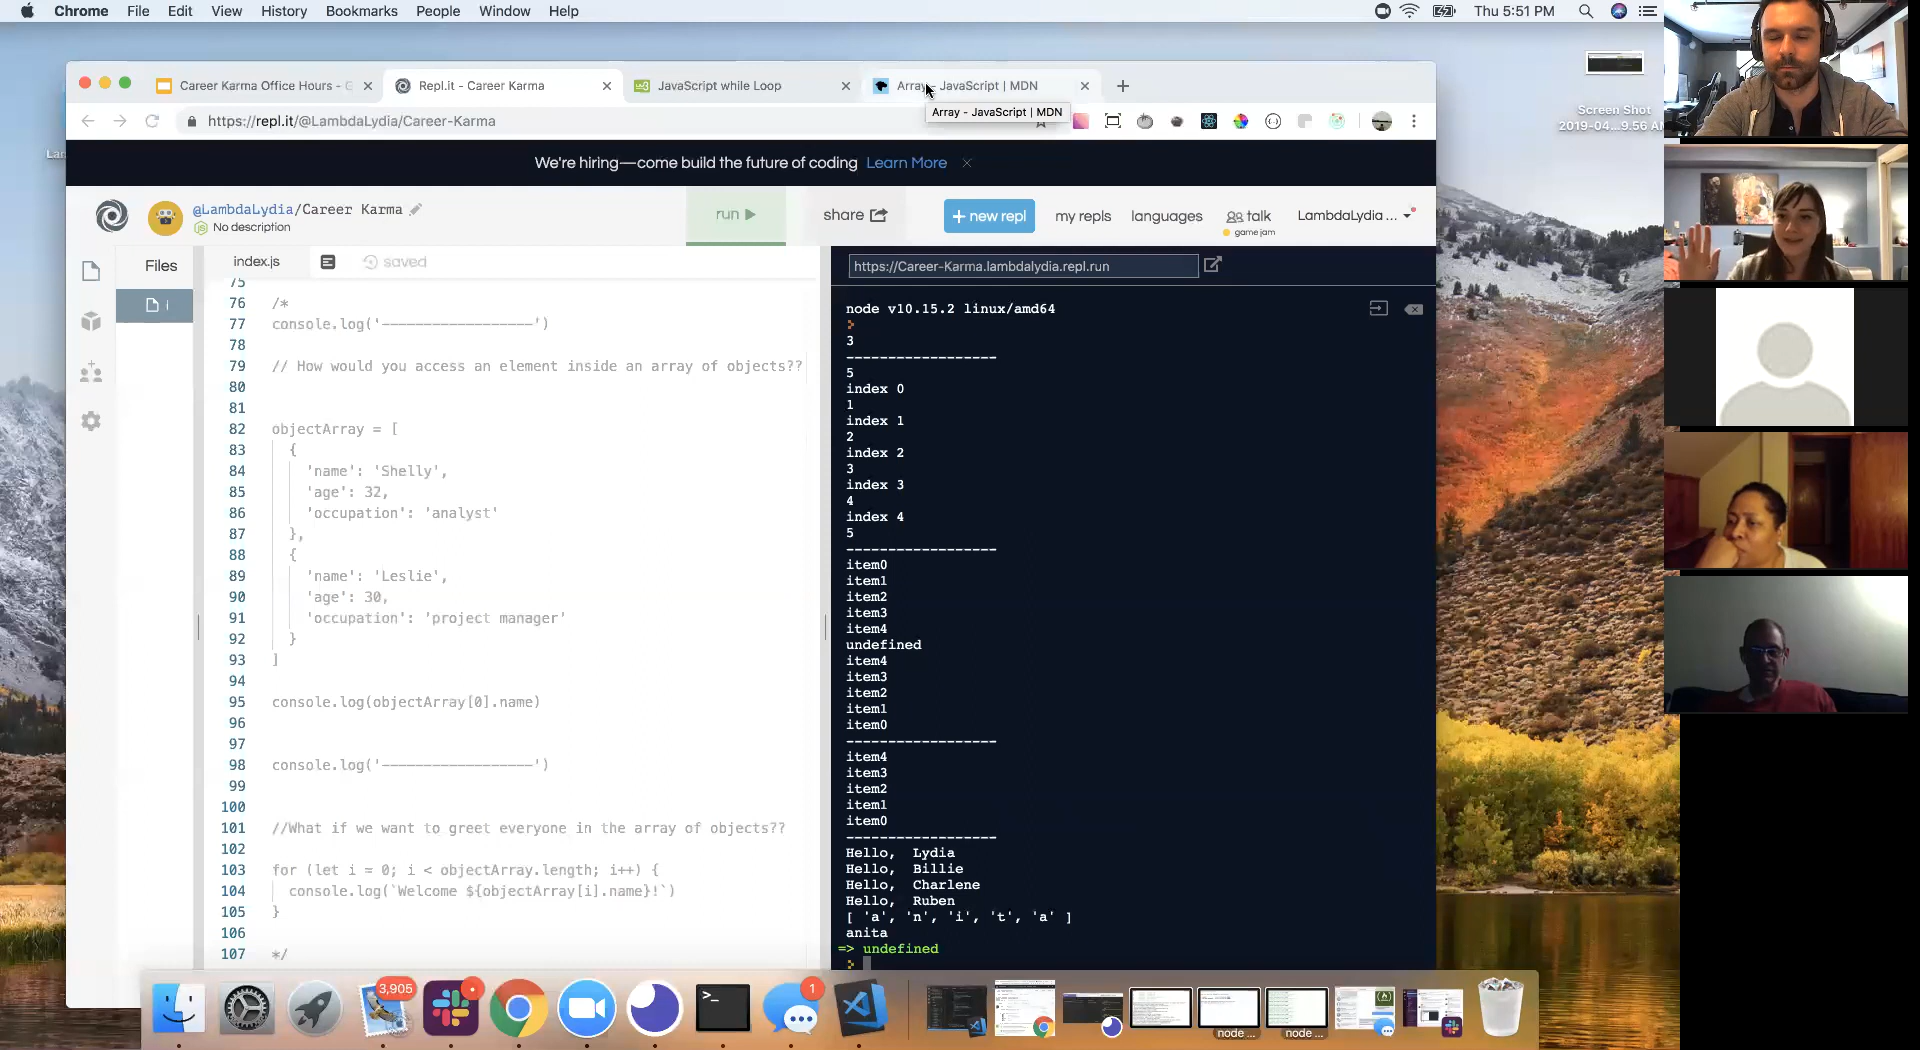 Chrome File Edit View History Bookmarks People Window Help
Thu 5:51 PM
Career Karma Office Hours - G
Repl.it - Career Karma
JavaScript while Loop
Array - JavaScript | MDN
https://repl.it/@LambdaLydia/Career-Karma
Array - JavaScript | MDN
Screen Shot
2019-04...9.56 AM
We're hiring—come build the future of coding Learn More
@LambdaLydia/Career Karma
No description
run
share
+ new repl
my repls
languages
talk
game jam
LambdaLydia ...
Files
index.js
saved
https://Career-Karma.lambdalydia.repl.run
75
76 /*
77 console.log('------------------')
78
79 // How would you access an element inside an array of objects??
80
81
82 objectArray = [
83 {
84 'name': 'Shelly',
85 'age': 32,
86 'occupation': 'analyst'
87 },
88 {
89 'name': 'Leslie',
90 'age': 30,
91 'occupation': 'project manager'
92 }
93 ]
94
95 console.log(objectArray[0].name)
96
97
98 console.log('------------------')
99
100
101 //What if we want to greet everyone in the array of objects??
102
103 for (let i = 0; i < objectArray.length; i++) {
104 console.log(`Welcome ${objectArray[i].name}!`)
105 }
106
107 */
node v10.15.2 linux/amd64
3
------------------
5
index 0
1
index 1
2
index 2
3
index 3
4
index 4
5
------------------
item0
item1
item2
item3
item4
undefined
item4
item3
item2
item1
item0
------------------
item4
item3
item2
item1
item0
------------------
Hello, Lydia
Hello, Billie
Hello, Charlene
Hello, Ruben
[ 'a', 'n', 'i', 't', 'a' ]
anita
=> undefined
3,905
1
node ...
node ...